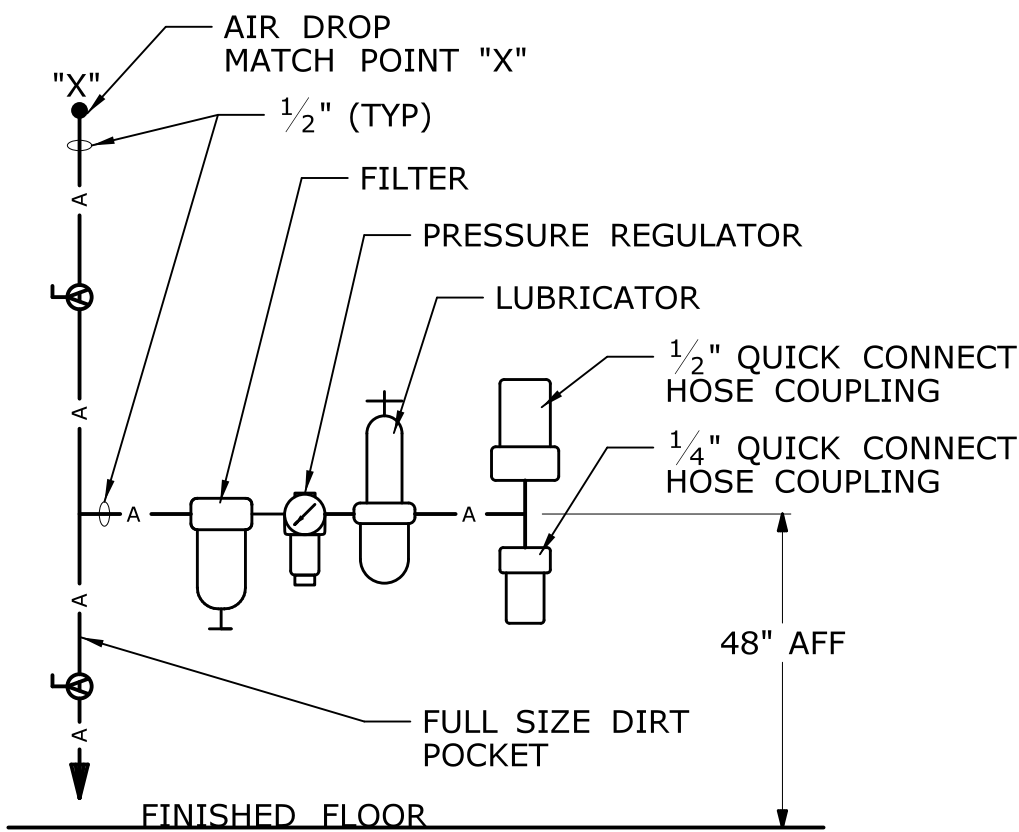 AIR DROP
MATCH POINT "X"
"X"
1/2" (TYP)
A
FILTER
PRESSURE REGULATOR
LUBRICATOR
A
1/2" QUICK CONNECT
HOSE COUPLING
A
1/4" QUICK CONNECT
HOSE COUPLING
A
A
A
48" AFF
A
FULL SIZE DIRT
POCKET
A
A
FINISHED FLOOR